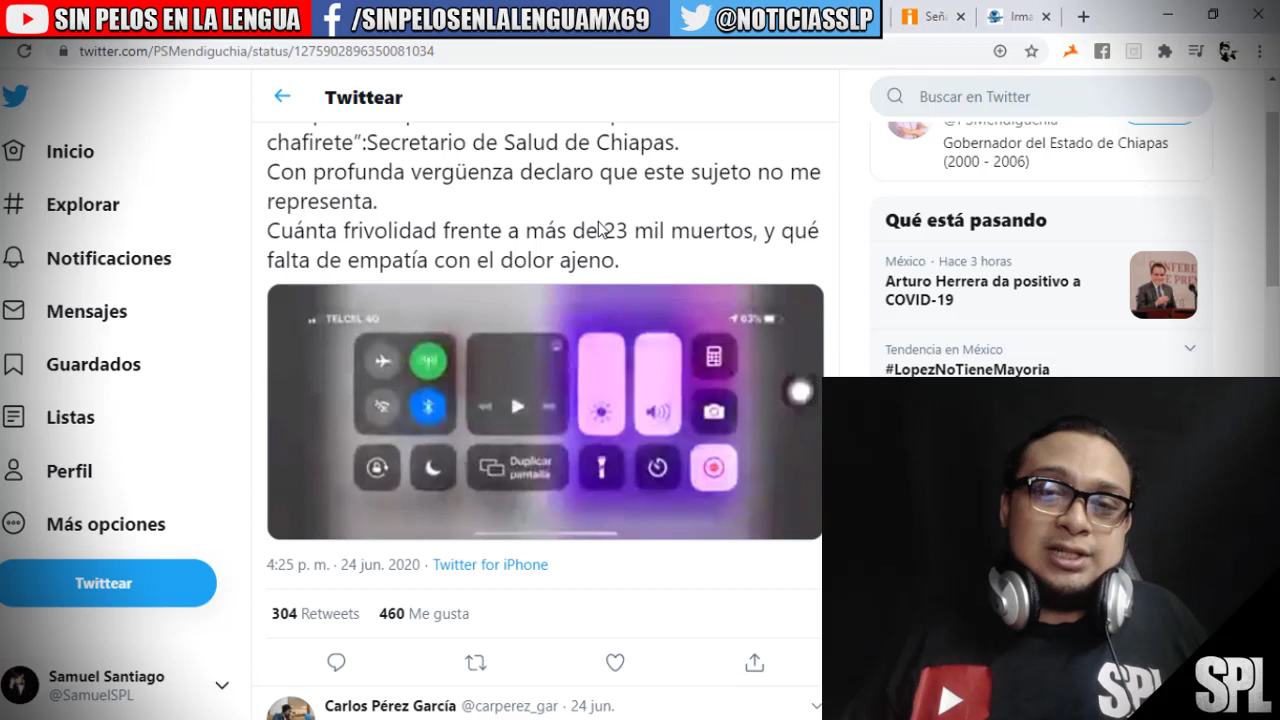 SIN PELOS EN LA LENGUA
/SINPELOSENLALENGUAMX69
@NOTICIASSLP
Seña
Irma
twitter.com/PSMendiguchia/status/1275902896350081034
Twittear
Buscar en Twitter
Inicio
Explorar
Notificaciones
Mensajes
Guardados
Listas
Perfil
Más opciones
Twittear
Samuel Santiago
@SamuelSPL
chafirete”:Secretario de Salud de Chiapas.
Con profunda vergüenza declaro que este sujeto no me
representa.
Cuánta frivolidad frente a más de 23 mil muertos, y qué
falta de empatía con el dolor ajeno.
TELCEL 4G
63%
Duplicar
pantalla
4:25 p. m. · 24 jun. 2020 · Twitter for iPhone
304 Retweets 460 Me gusta
Carlos Pérez García @carperez_gar · 24 jun.
@PSMendiguchia
Gobernador del Estado de Chiapas
(2000 - 2006)
Qué está pasando
México · Hace 3 horas
Arturo Herrera da positivo a
COVID-19
Tendencia en México
#LopezNoTieneMayoria
SPL
SPL